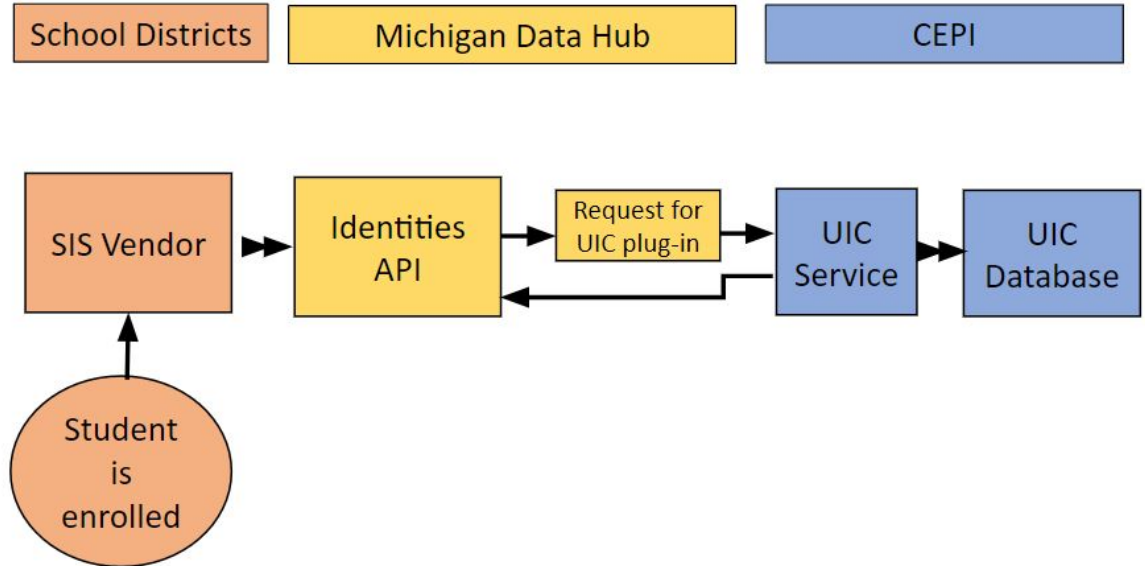 School Districts
Michigan Data Hub
CEPI
SIS Vendor
Identities
API
Request for
UIC plug-in
UIC
Service
UIC
Database
Student
is
enrolled